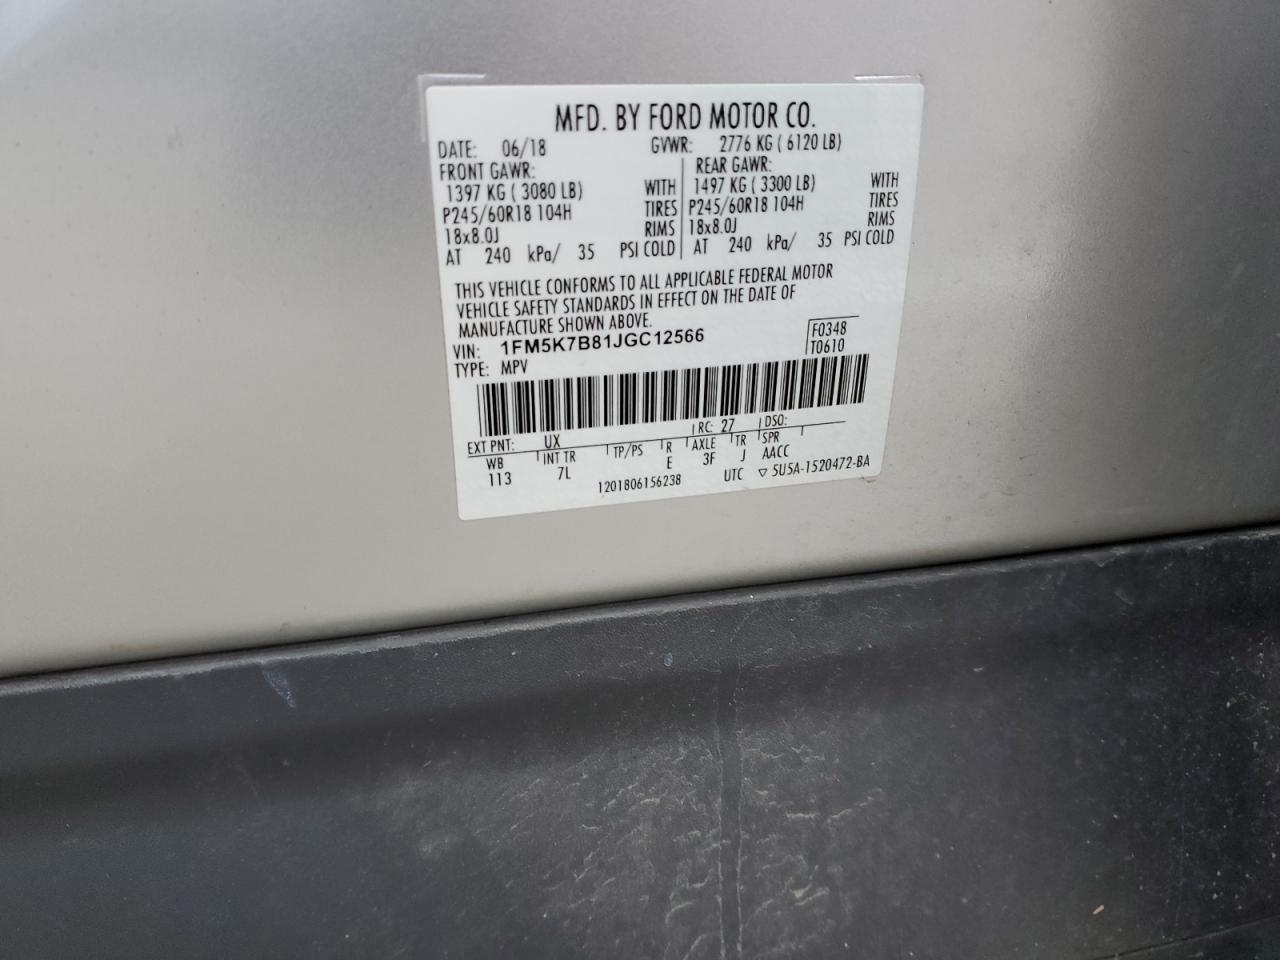 MFD. BY FORD MOTOR CO.
DATE: 06/18 GVWR: 2776 KG ( 6120 LB)
FRONT GAWR: REAR GAWR:
1397 KG ( 3080 LB) WITH 1497 KG ( 3300 LB) WITH
P245/60R18 104H TIRES P245/60R18 104H TIRES
18x8.0J RIMS 18x8.0J RIMS
AT 240 kPa/ 35 PSI COLD AT 240 kPa/ 35 PSI COLD
THIS VEHICLE CONFORMS TO ALL APPLICABLE FEDERAL MOTOR
VEHICLE SAFETY STANDARDS IN EFFECT ON THE DATE OF
MANUFACTURE SHOWN ABOVE.
VIN: 1FM5K7B81JGC12566 F0348
TYPE: MPV T0610
EXT PNT: UX RC: 27 DSO:
WB INT TR TP/PS R AXLE TR SPR
113 7L E 3F J AACC
1201806156238 UTC ▽ 5U5A-1520472-BA